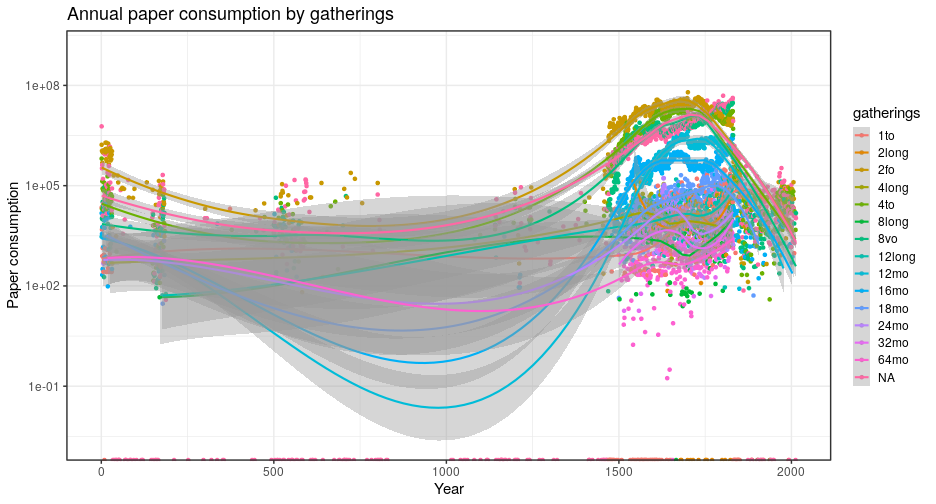 Annual paper consumption by gatherings
1e+08
1e+05
1e+02
1e-01
Paper consumption
0
500
1000
1500
2000
Year
gatherings
1to
2long
2fo
4long
4to
8long
8vo
12long
12mo
16mo
18mo
24mo
32mo
64mo
NA